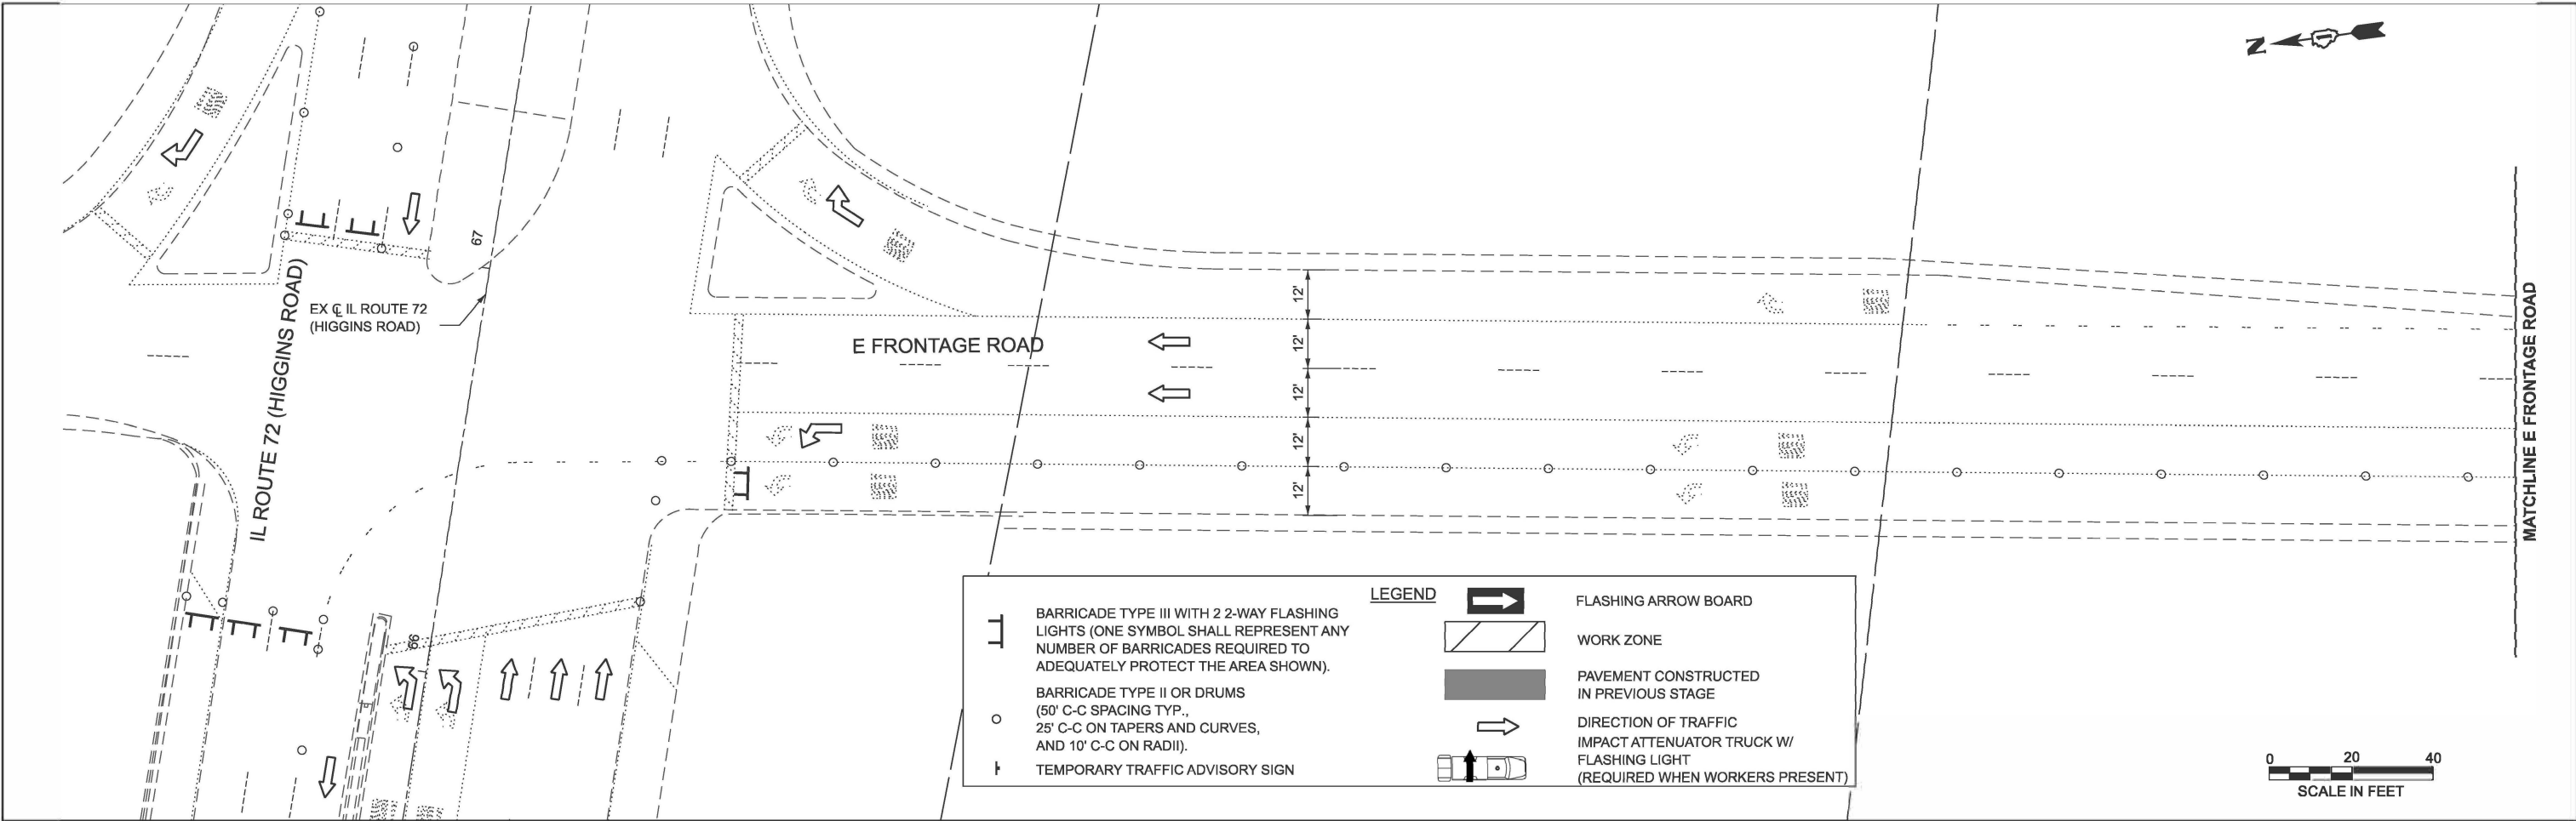 N
67
EX ℄ IL ROUTE 72
(HIGGINS ROAD)
IL ROUTE 72 (HIGGINS ROAD)
E FRONTAGE ROAD
12'
12'
12'
12'
12'
MATCHLINE E FRONTAGE ROAD
66
LEGEND
BARRICADE TYPE III WITH 2 2-WAY FLASHING
LIGHTS (ONE SYMBOL SHALL REPRESENT ANY
NUMBER OF BARRICADES REQUIRED TO
ADEQUATELY PROTECT THE AREA SHOWN).
BARRICADE TYPE II OR DRUMS
(50' C-C SPACING TYP.,
25' C-C ON TAPERS AND CURVES,
AND 10' C-C ON RADII).
TEMPORARY TRAFFIC ADVISORY SIGN
FLASHING ARROW BOARD
WORK ZONE
PAVEMENT CONSTRUCTED
IN PREVIOUS STAGE
DIRECTION OF TRAFFIC
IMPACT ATTENUATOR TRUCK W/
FLASHING LIGHT
(REQUIRED WHEN WORKERS PRESENT)
0 20 40
SCALE IN FEET